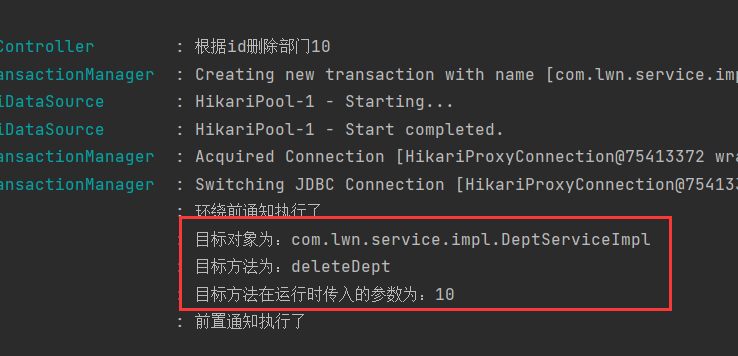 Controller : 根据id删除部门10
ansactionManager : Creating new transaction with name [com.lwn.service.imp
lDataSource : HikariPool-1 - Starting...
lDataSource : HikariPool-1 - Start completed.
ansactionManager : Acquired Connection [HikariProxyConnection@75413372 wra
ansactionManager : Switching JDBC Connection [HikariProxyConnection@754133
: 环绕前通知执行了
: 目标对象为：com.lwn.service.impl.DeptServiceImpl
: 目标方法为：deleteDept
: 目标方法在运行时传入的参数为：10
: 前置通知执行了